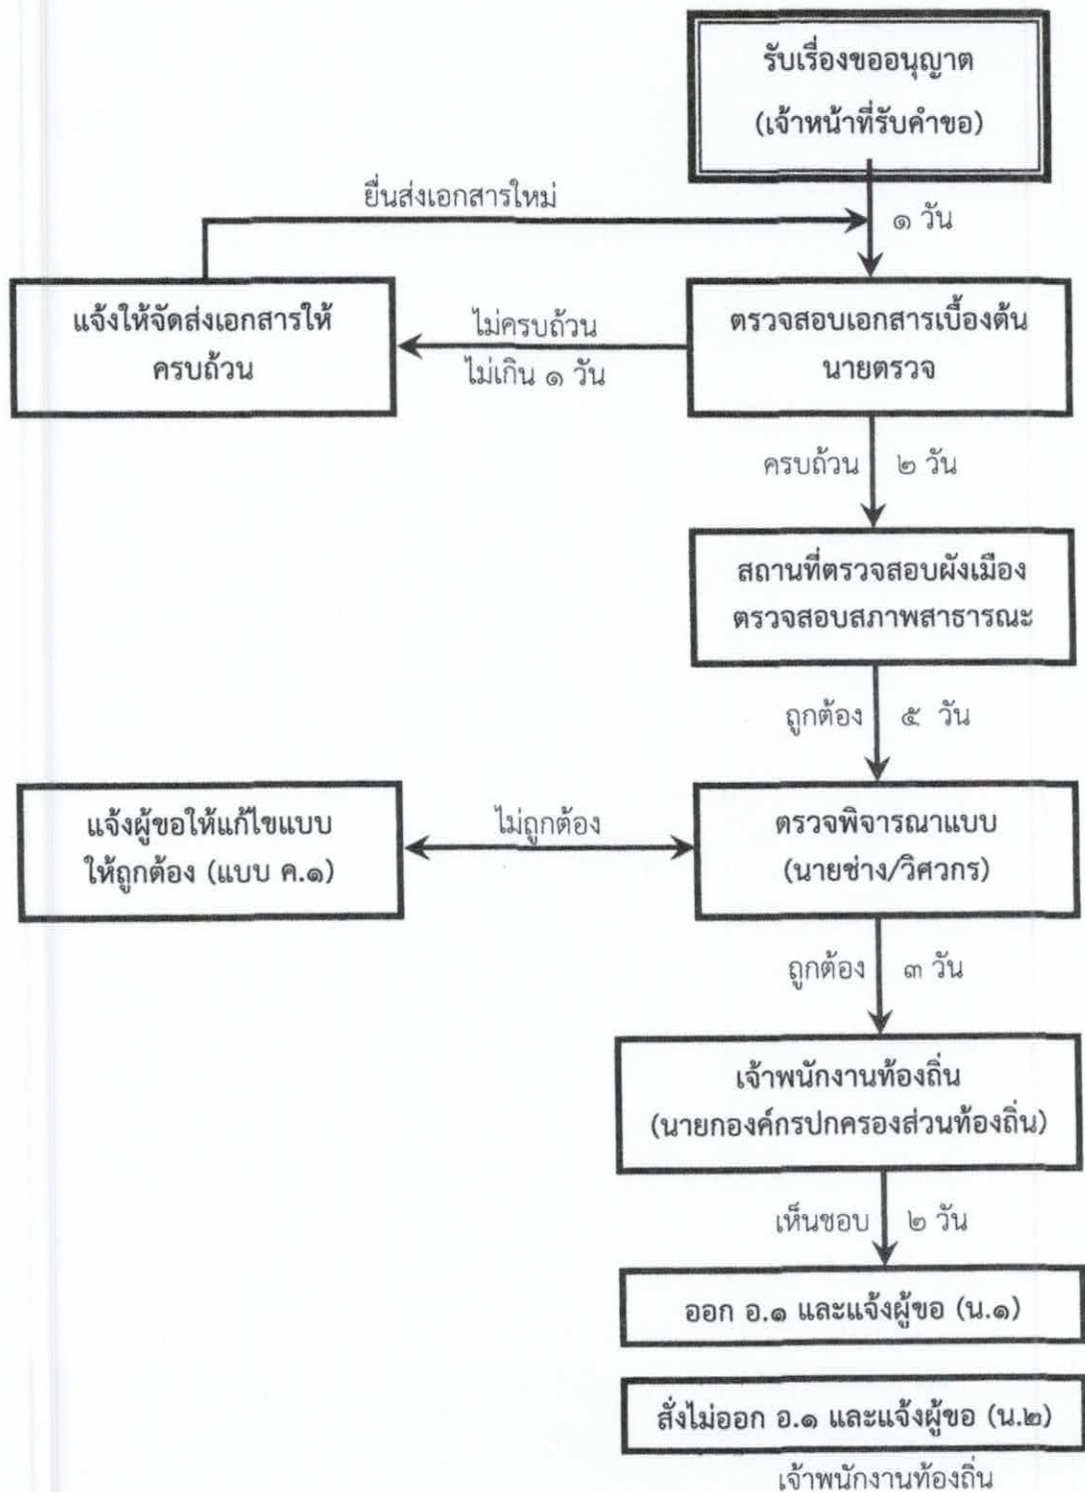 รับเรื่องขออนุญาต
(เจ้าหน้าที่รับคำขอ)
ยื่นส่งเอกสารใหม่
๑ วัน
แจ้งให้จัดส่งเอกสารให้
ครบถ้วน
ไม่ครบถ้วน
ไม่เกิน ๑ วัน
ตรวจสอบเอกสารเบื้องต้น
นายตรวจ
ครบถ้วน ๒ วัน
สถานที่ตรวจสอบผังเมือง
ตรวจสอบสภาพสาธารณะ
ถูกต้อง ๕ วัน
แจ้งผู้ขอให้แก้ไขแบบ
ให้ถูกต้อง (แบบ ค.๑)
ไม่ถูกต้อง
ตรวจพิจารณาแบบ
(นายช่าง/วิศวกร)
ถูกต้อง ๓ วัน
เจ้าพนักงานท้องถิ่น
(นายกองค์กรปกครองส่วนท้องถิ่น)
เห็นชอบ ๒ วัน
ออก อ.๑ และแจ้งผู้ขอ (น.๑)
สั่งไม่ออก อ.๑ และแจ้งผู้ขอ (น.๒)
เจ้าพนักงานท้องถิ่น